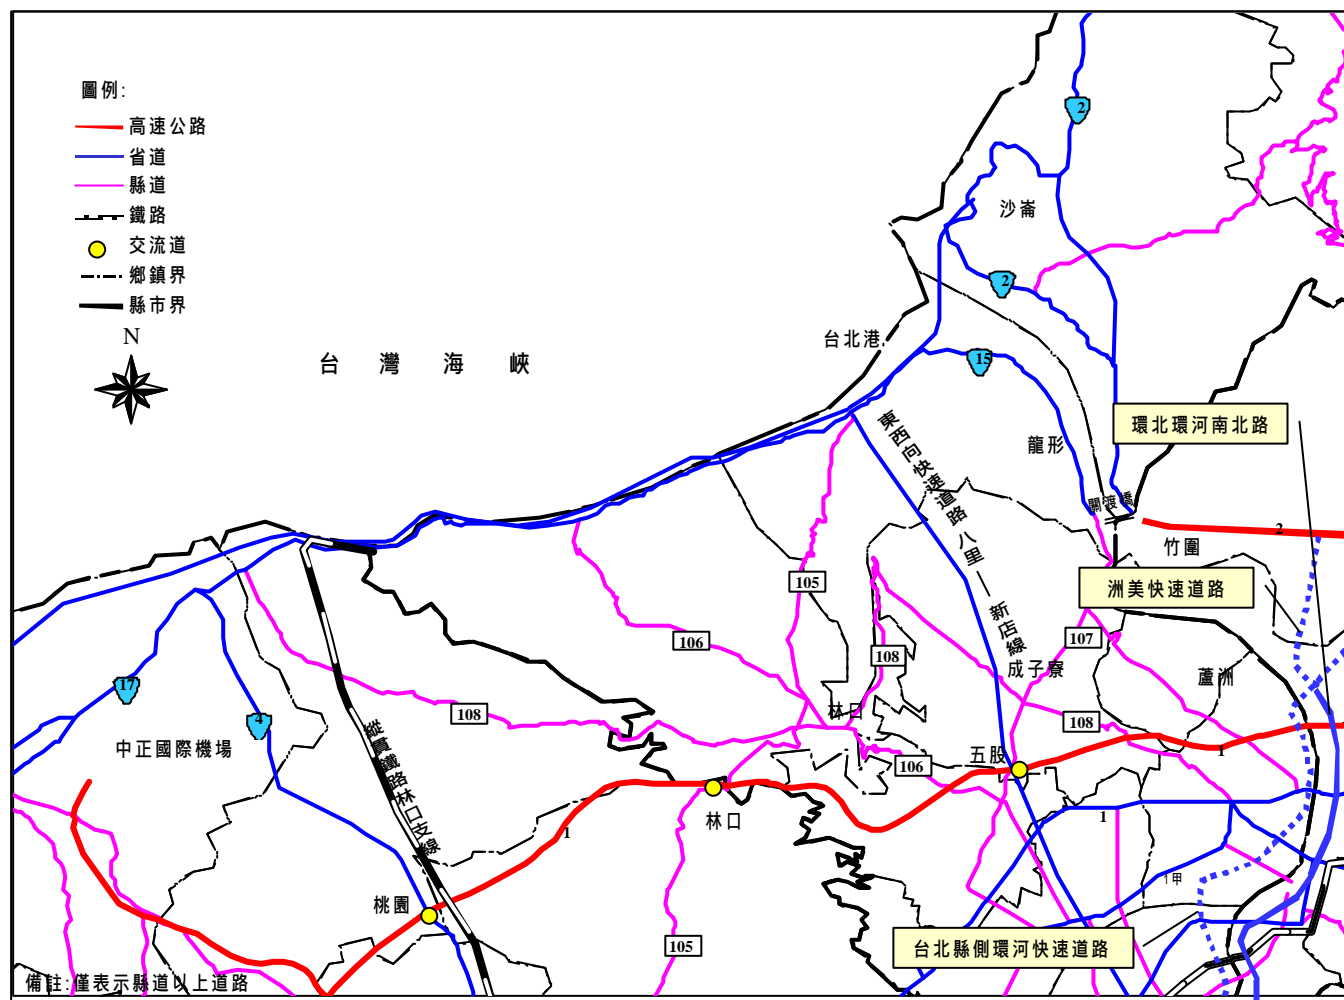 圖例:
高速公路
省道
縣道
鐵路
交流道
鄉鎮界
縣市界
N
台灣海峽
2
沙崙
2
台北港
15
環北環河南北路
龍形
東西向快速道路八里—新店線
關渡橋
竹圍
2
洲美快速道路
105
106
108
107
成子寮
蘆洲
17
4
108
林口
108
中正國際機場
縱貫鐵路林口支線
五股
106
1
林口
1
1
1甲
桃園
105
台北縣側環河快速道路
備註:僅表示縣道以上道路